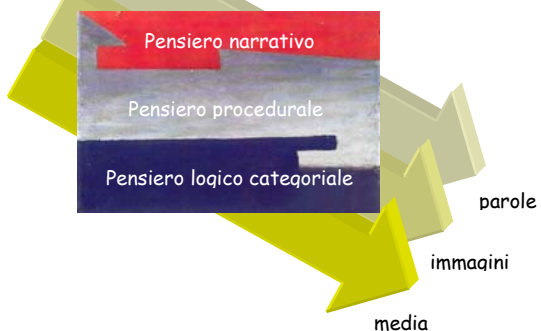 Pensiero narrativo
Pensiero procedurale
Pensiero logico categoriale
parole
immagini
media